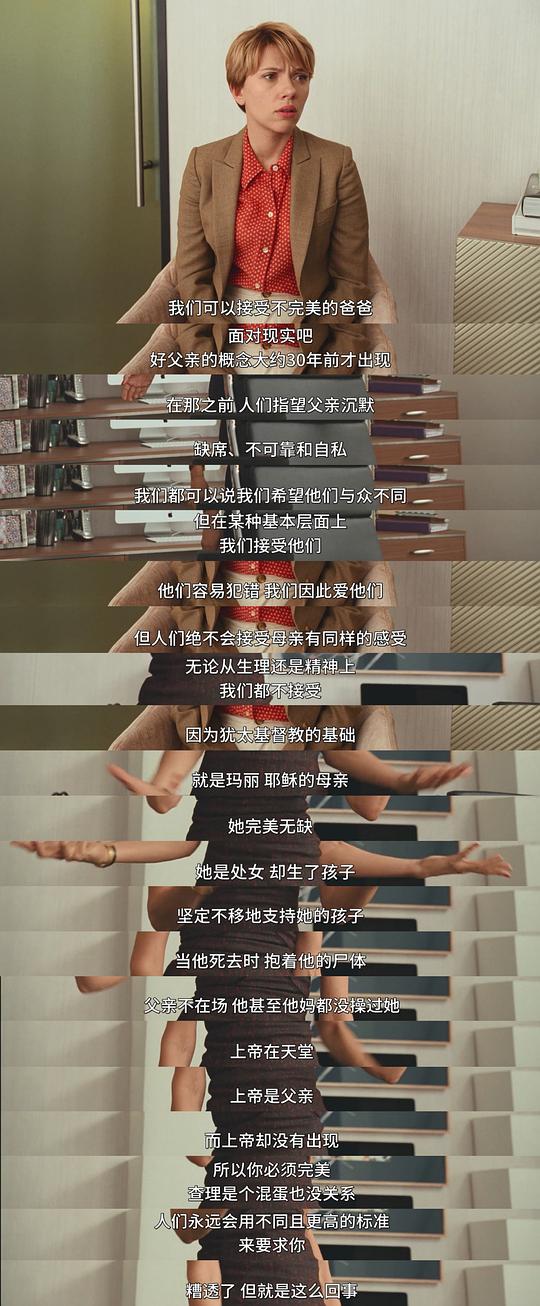 我们可以接受不完美的爸爸
面对现实吧
好父亲的概念大约30年前才出现
在那之前 人们指望父亲沉默
缺席、不可靠和自私
我们都可以说我们希望他们与众不同
但在某种基本层面上
我们接受他们
他们容易犯错 我们因此爱他们
但人们绝不会接受母亲有同样的感受
无论从生理还是精神上
我们都不接受
因为犹太基督教的基础
就是玛丽 耶稣的母亲
她完美无缺
她是处女 却生了孩子
坚定不移地支持她的孩子
当他死去时 抱着他的尸体
父亲不在场 他甚至他妈都没操过她
上帝在天堂
上帝是父亲
而上帝却没有出现
所以你必须完美
查理是个混蛋也没关系
人们永远会用不同且更高的标准
来要求你
糟透了 但就是这么回事